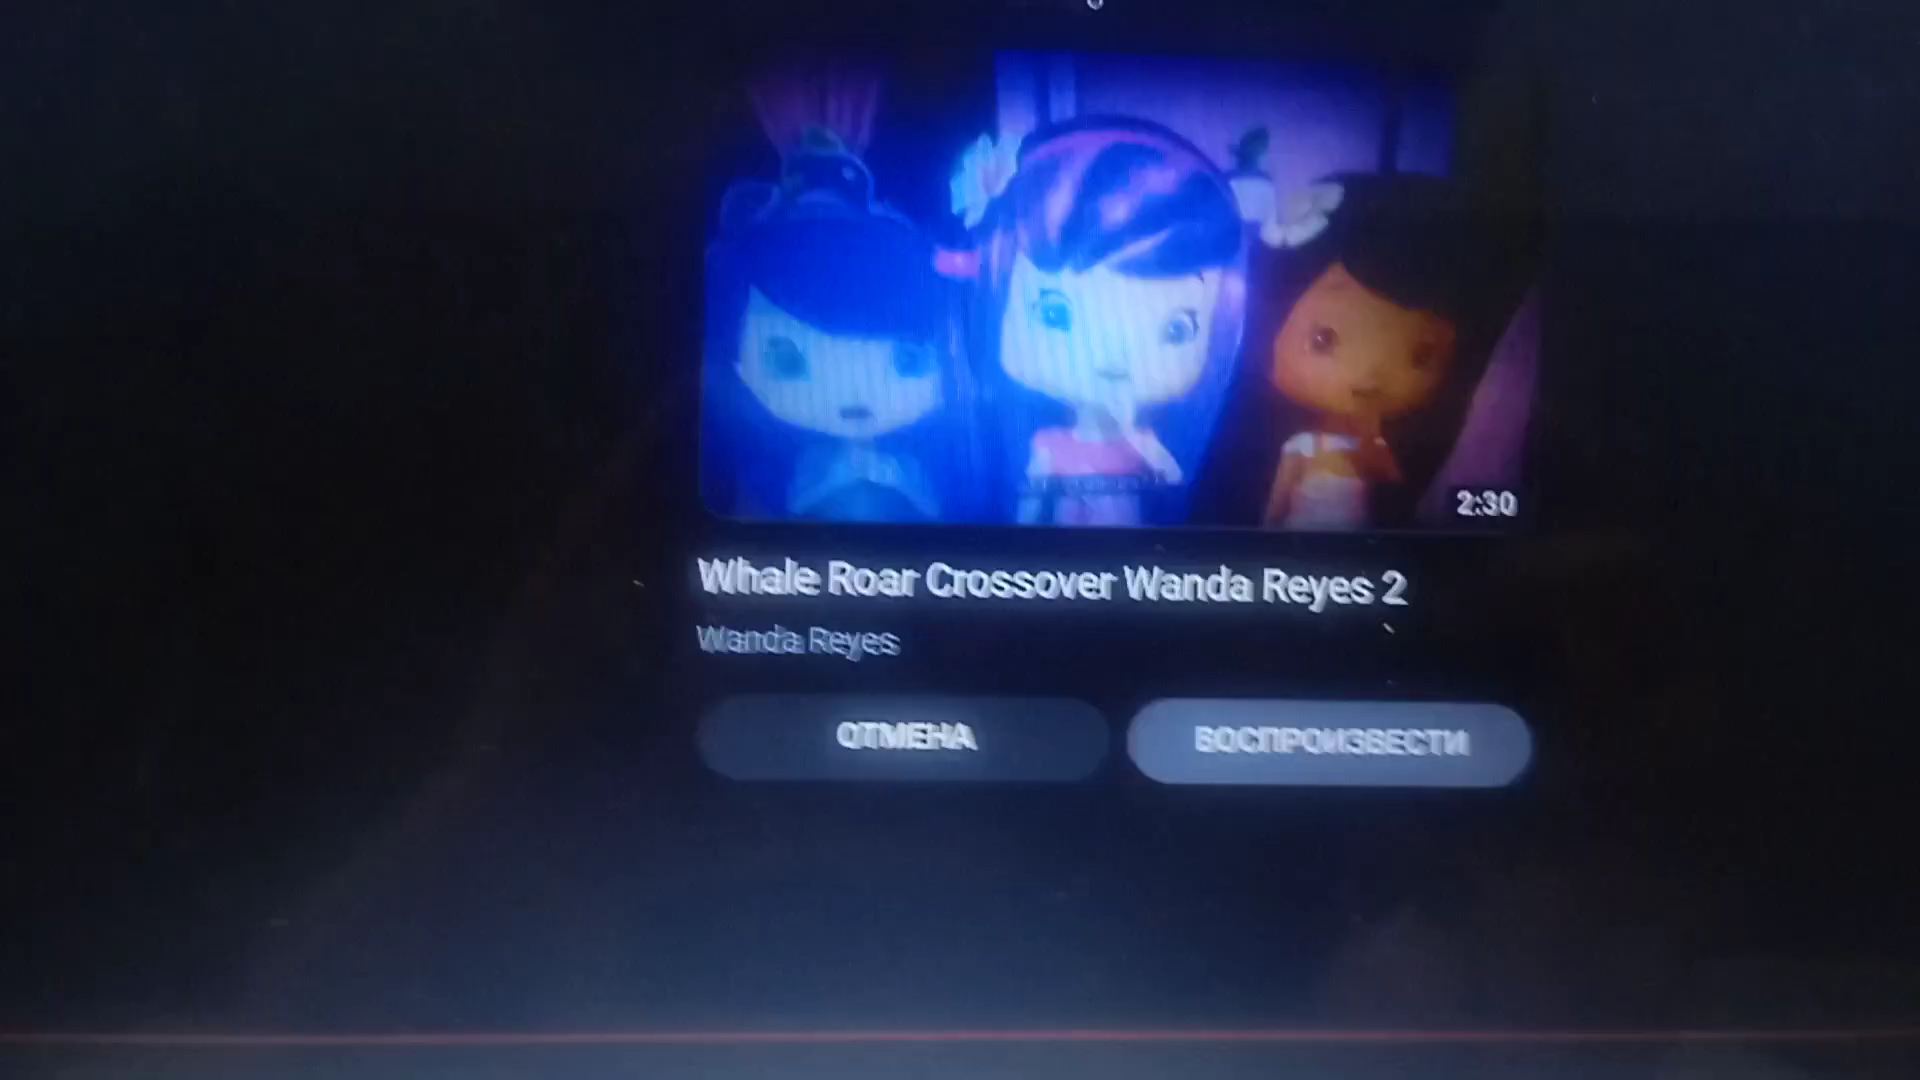 2:30
Whale Roar Crossover Wanda Reyes 2
Wanda Reyes
ОТМЕНА
ВОСПРОИЗВЕСТИ